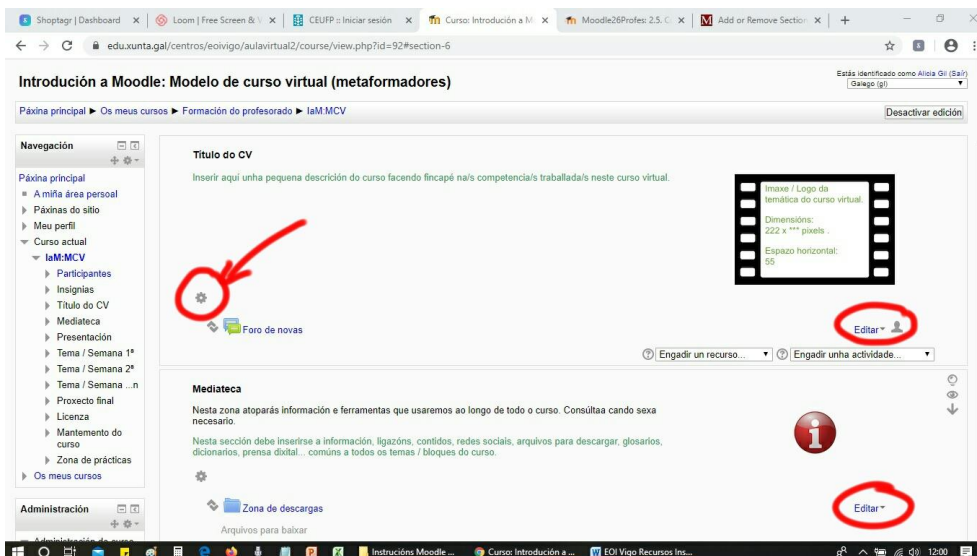 Shoptagr | Dashboard
Loom | Free Screen &
CEUFP :: Iniciar sesión
Curso: Introdución a M
Moodle26Profes: 2.5. C
Add or Remove Section
edu.xunta.gal/centros/eoivigo/aulavirtual2/course/view.php?id=92#section-6
Introdución a Moodle: Modelo de curso virtual (metaformadores)
Estás identificado como Alicia Gil (Saír)
Galego (gl)
Páxina principal ► Os meus cursos ► Formación do profesorado ► IaM:MCV
Desactivar edición
Navegación
Páxina principal
A miña área persoal
Páxinas do sitio
Meu perfil
Curso actual
IaM:MCV
Participantes
Insignias
Título do CV
Mediateca
Presentación
Tema / Semana 1ª
Tema / Semana 2ª
Tema / Semana ...n
Proxecto final
Licenza
Mantemento do
curso
Zona de prácticas
Os meus cursos
Administración
Administración do curso
Título do CV
Inserir aquí unha pequena descrición do curso facendo fincapé na/s competencia/s traballada/s neste curso virtual.
Imaxe / Logo da
temática do curso virtual.
Dimensións:
222 x *** pixels .
Espazo horizontal:
55
Foro de novas
Editar
Engadir un recurso...
Engadir unha actividade...
Mediateca
Nesta zona atoparás información e ferramentas que usaremos ao longo de todo o curso. Consúltaa cando sexa
necesario.
Nesta sección debe inserirse a información, ligazóns, contidos, redes sociais, arquivos para descargar, glosarios,
dicionarios, prensa dixital... comúns a todos os temas / bloques do curso.
Zona de descargas
Editar
Arquivos para baixar
Instrucións Moodle ...
Curso: Introdución a ...
EOI Vigo Recursos Ins...
12:00